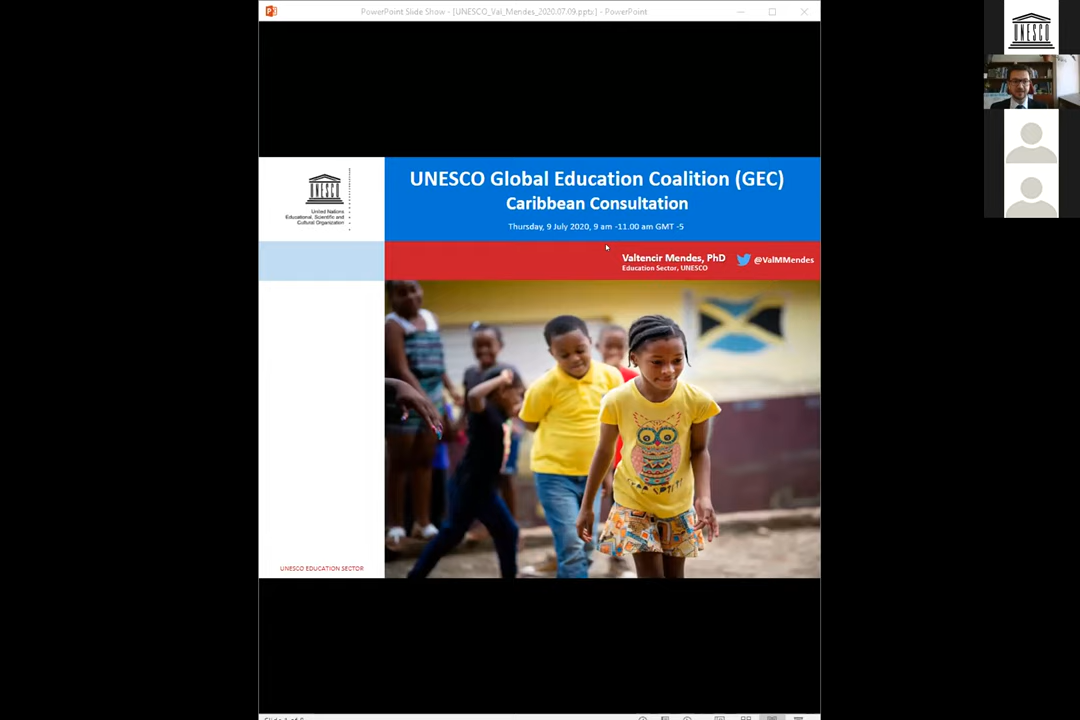 PowerPoint Slide Show - [UNESCO_Val_Mendes_2020.07.09.pptx] - PowerPoint
UNESCO
United Nations
Educational, Scientific and
Cultural Organization
UNESCO Global Education Coalition (GEC)
Caribbean Consultation
Thursday, 9 July 2020, 9 am -11.00 am GMT -5
Valtencir Mendes, PhD
Education Sector, UNESCO
@ValMMendes
UNESCO EDUCATION SECTOR